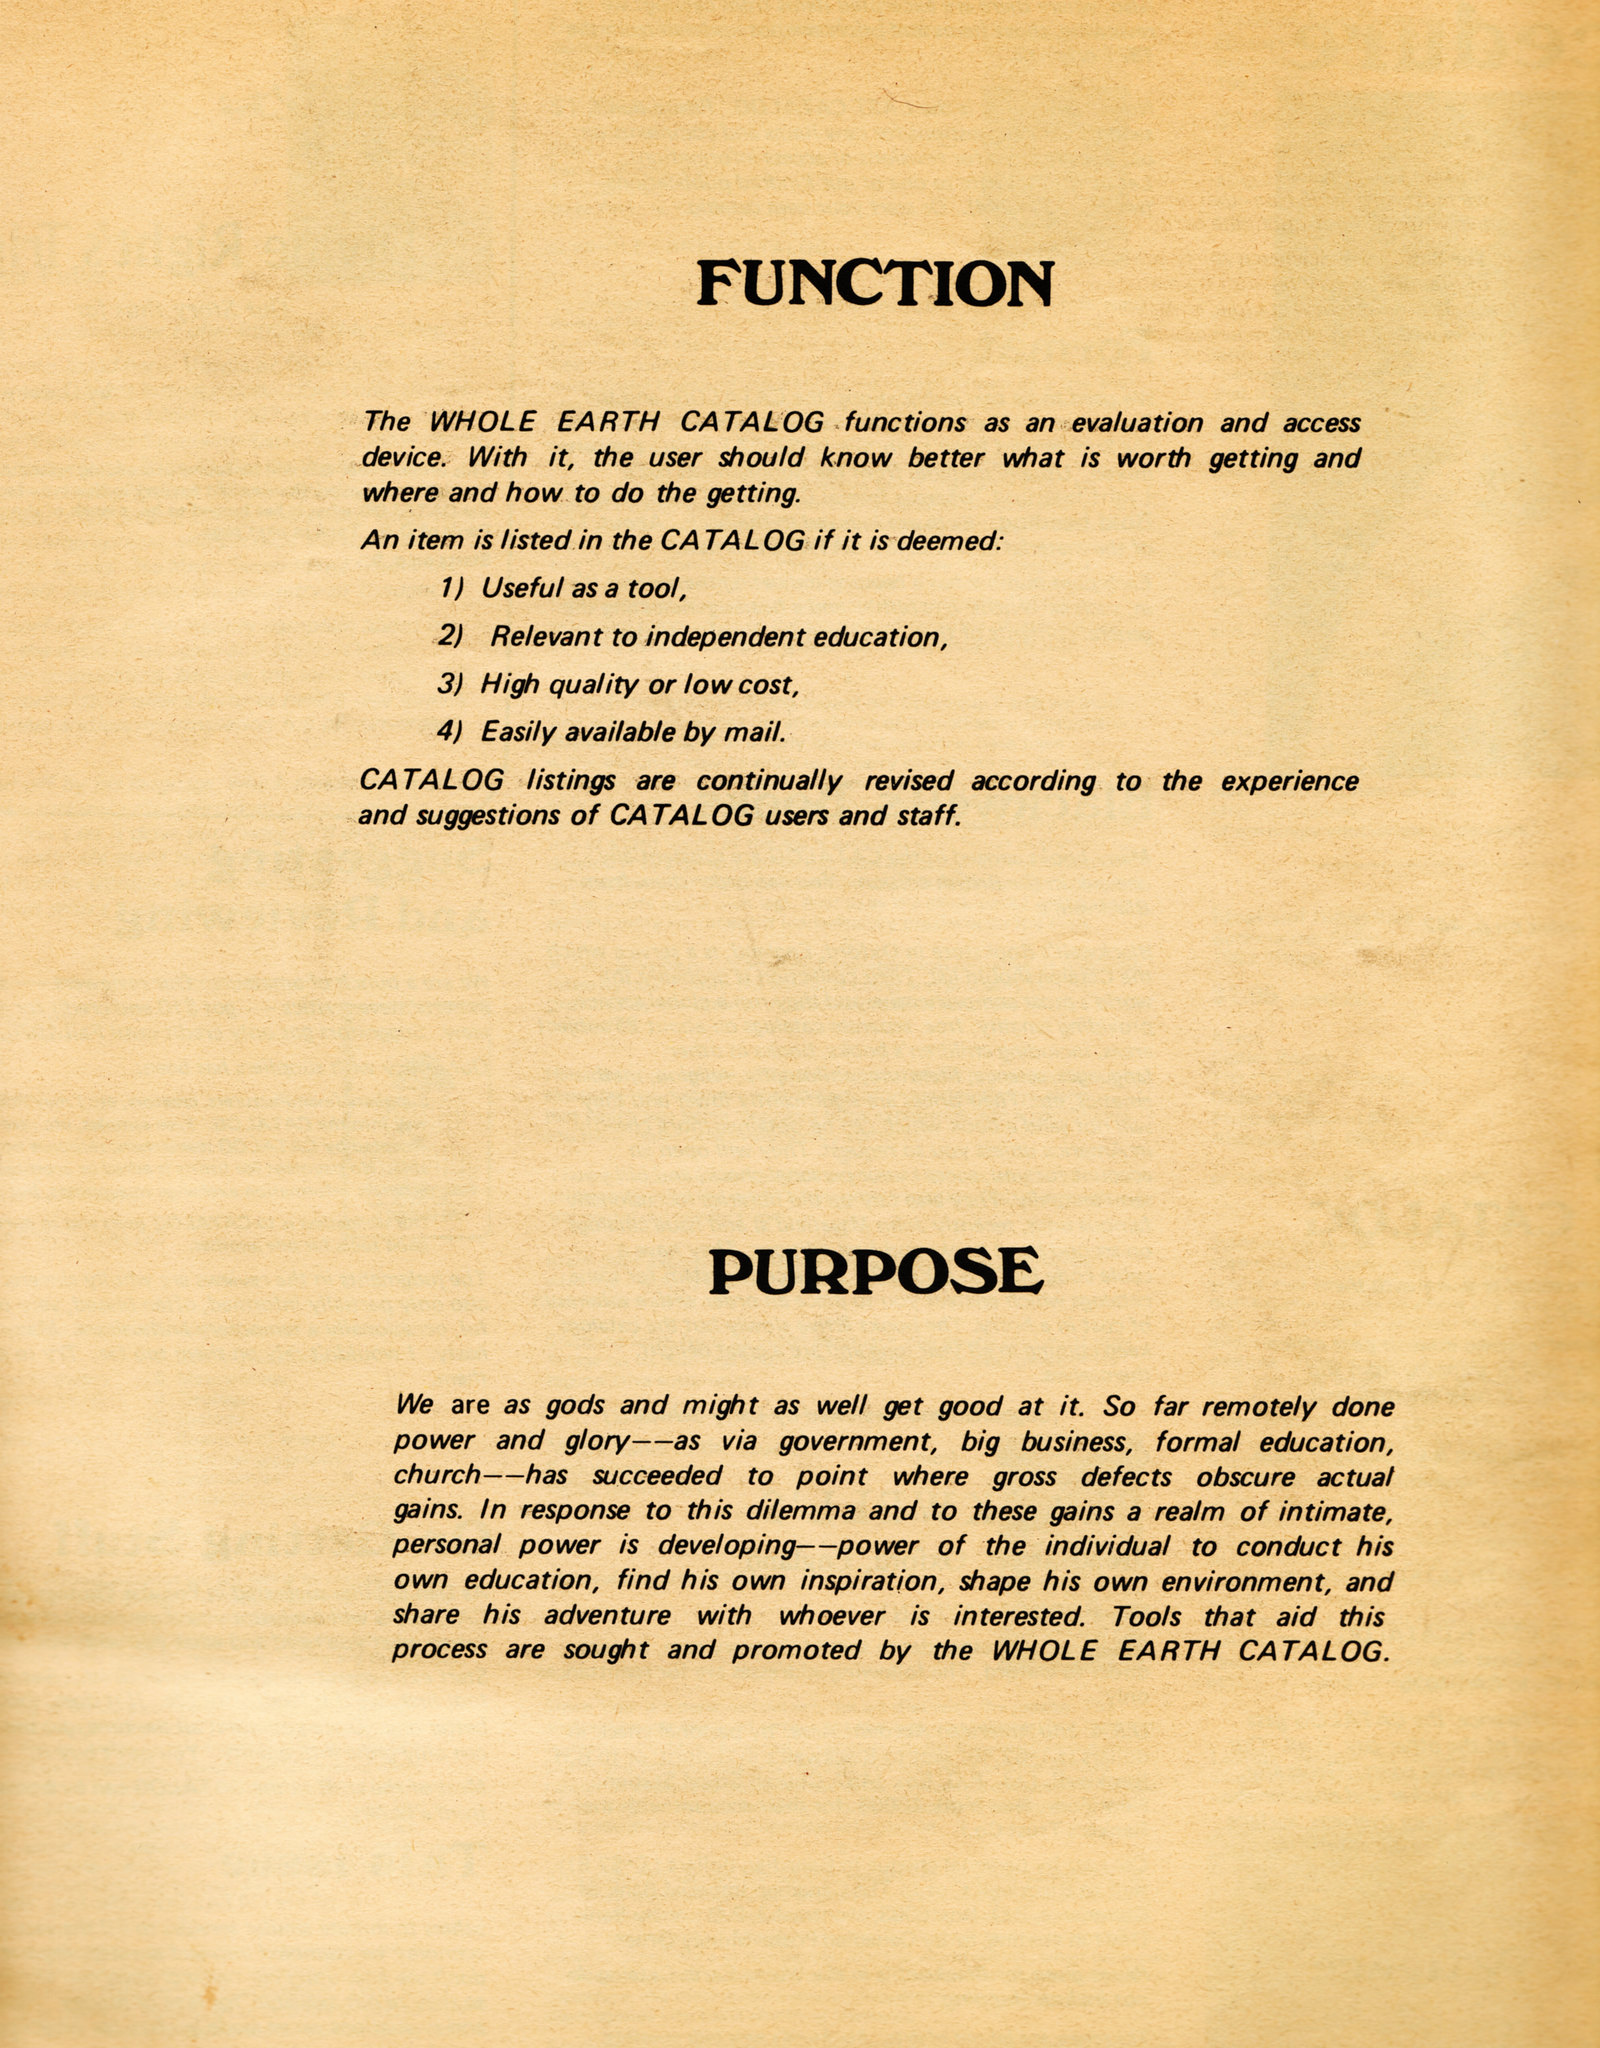 FUNCTION
The WHOLE EARTH CATALOG functions as an evaluation and access
device. With it, the user should know better what is worth getting and
where and how to do the getting.
An item is listed in the CATALOG if it is deemed:
1) Useful as a tool,
2) Relevant to independent education,
3) High quality or low cost,
4) Easily available by mail.
CATALOG listings are continually revised according to the experience
and suggestions of CATALOG users and staff.
PURPOSE
We are as gods and might as well get good at it. So far remotely done
power and glory——as via government, big business, formal education,
church——has succeeded to point where gross defects obscure actual
gains. In response to this dilemma and to these gains a realm of intimate,
personal power is developing——power of the individual to conduct his
own education, find his own inspiration, shape his own environment, and
share his adventure with whoever is interested. Tools that aid this
process are sought and promoted by the WHOLE EARTH CATALOG.